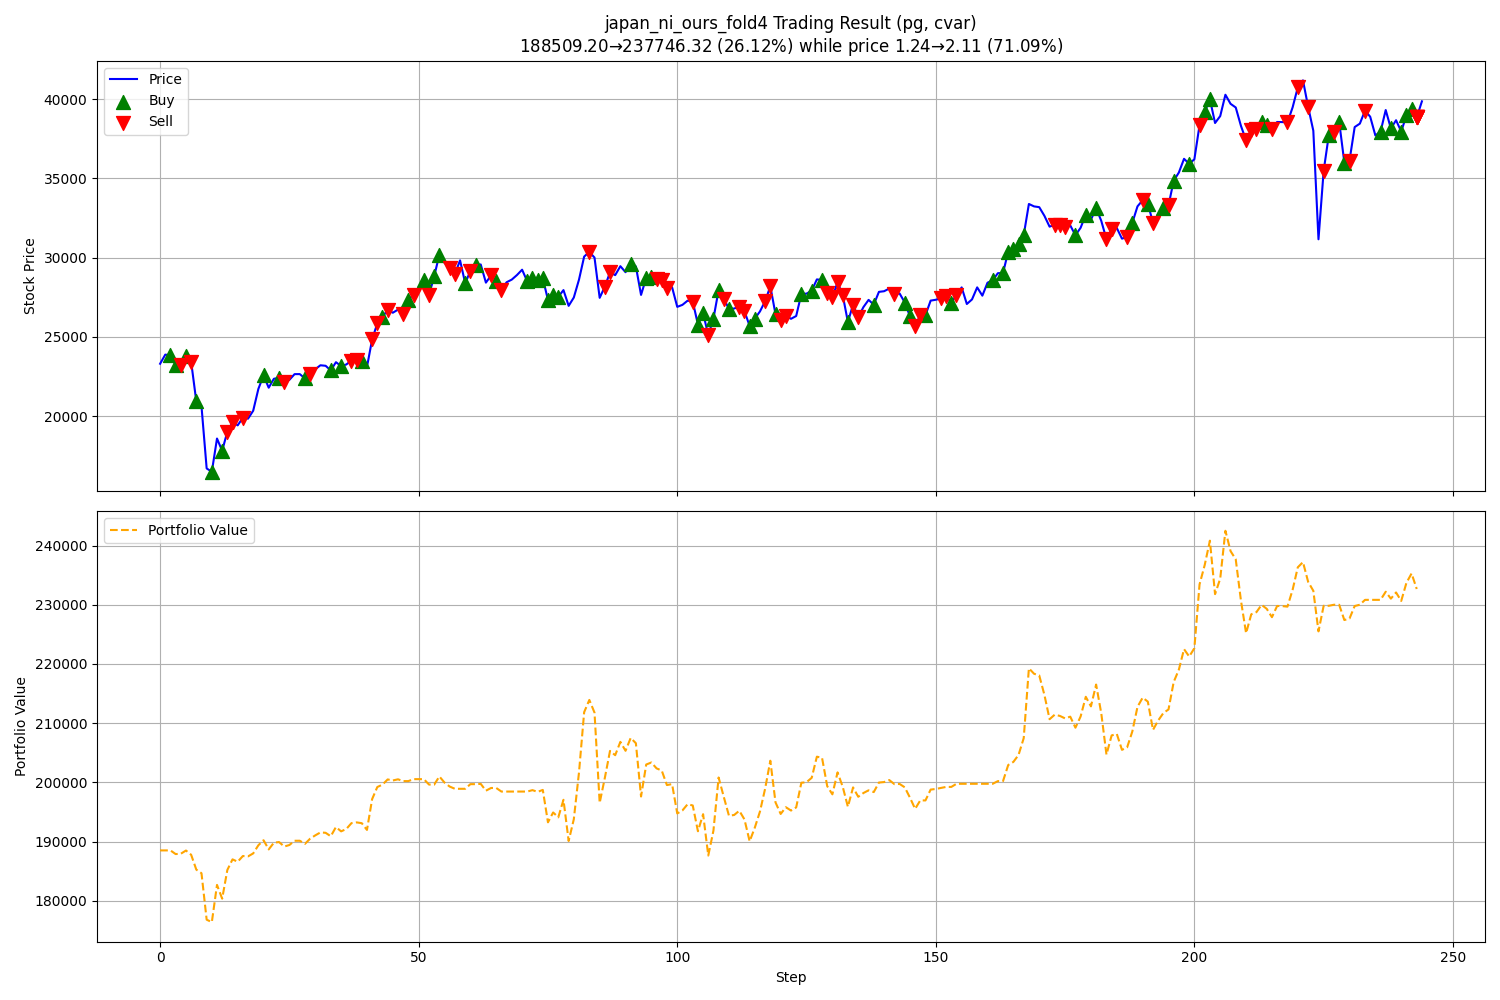 japan_ni_ours_fold4 Trading Result (pg, cvar)
188509.20→237746.32 (26.12%) while price 1.24→2.11 (71.09%)
Price
Buy
Sell
40000
35000
30000
25000
20000
Stock Price
Portfolio Value
240000
230000
220000
210000
200000
190000
180000
Portfolio Value
0
50
100
150
200
250
Step